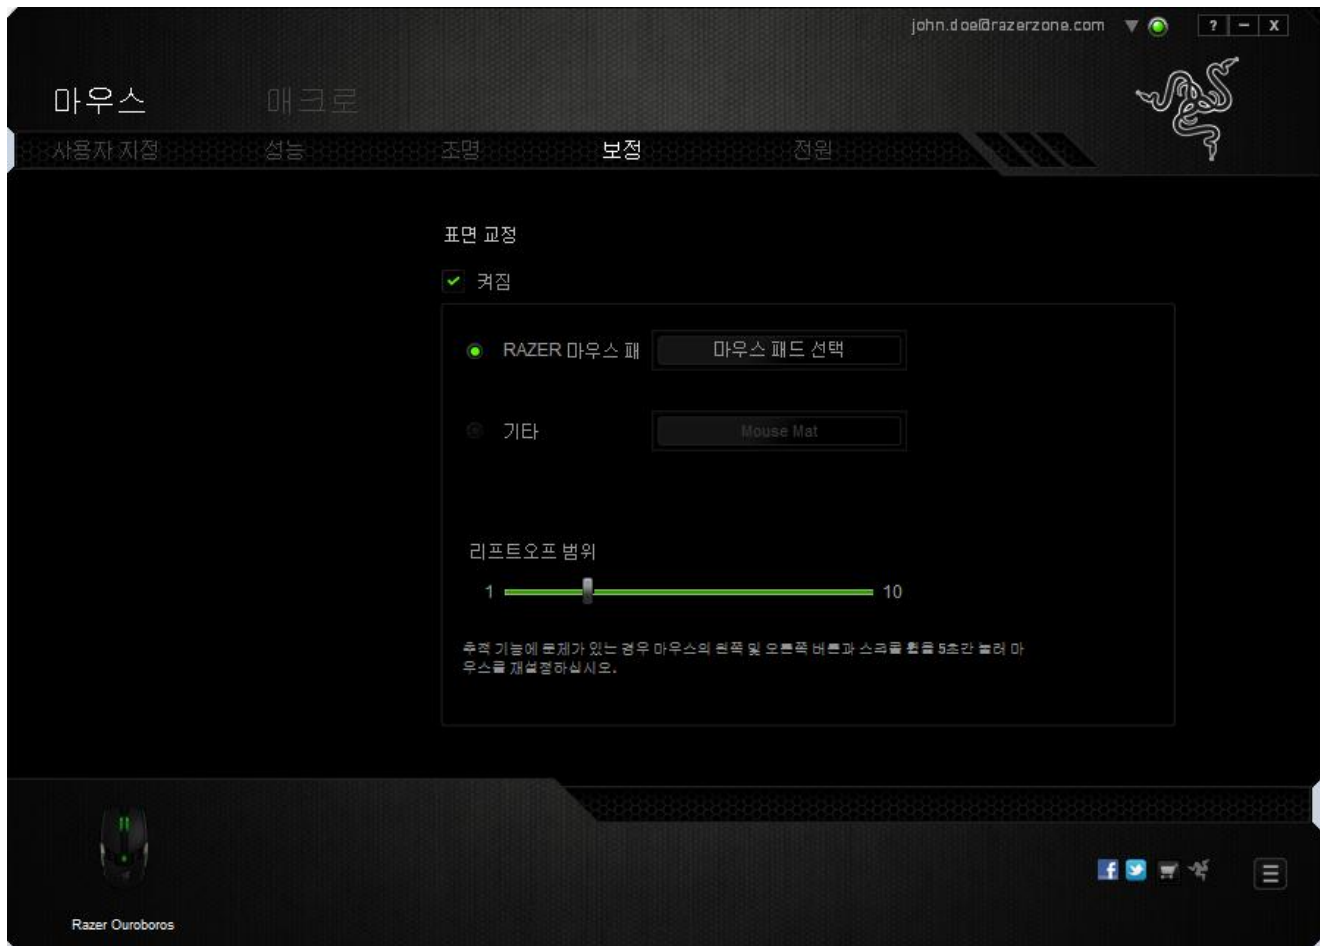 john.doe@razerzone.com
? – X
마우스 매크로
사용자 지정 성능 조명 보정 전원
표면 교정
켜짐
RAZER 마우스 패 마우스 패드 선택
기타 Mouse Mat
리프트오프 범위
1 10
추적 기능에 문제가 있는 경우 마우스의 왼쪽 및 오른쪽 버튼과 스크롤 휠을 5초간 눌러 마
우스를 재설정하십시오.
Razer Ouroboros